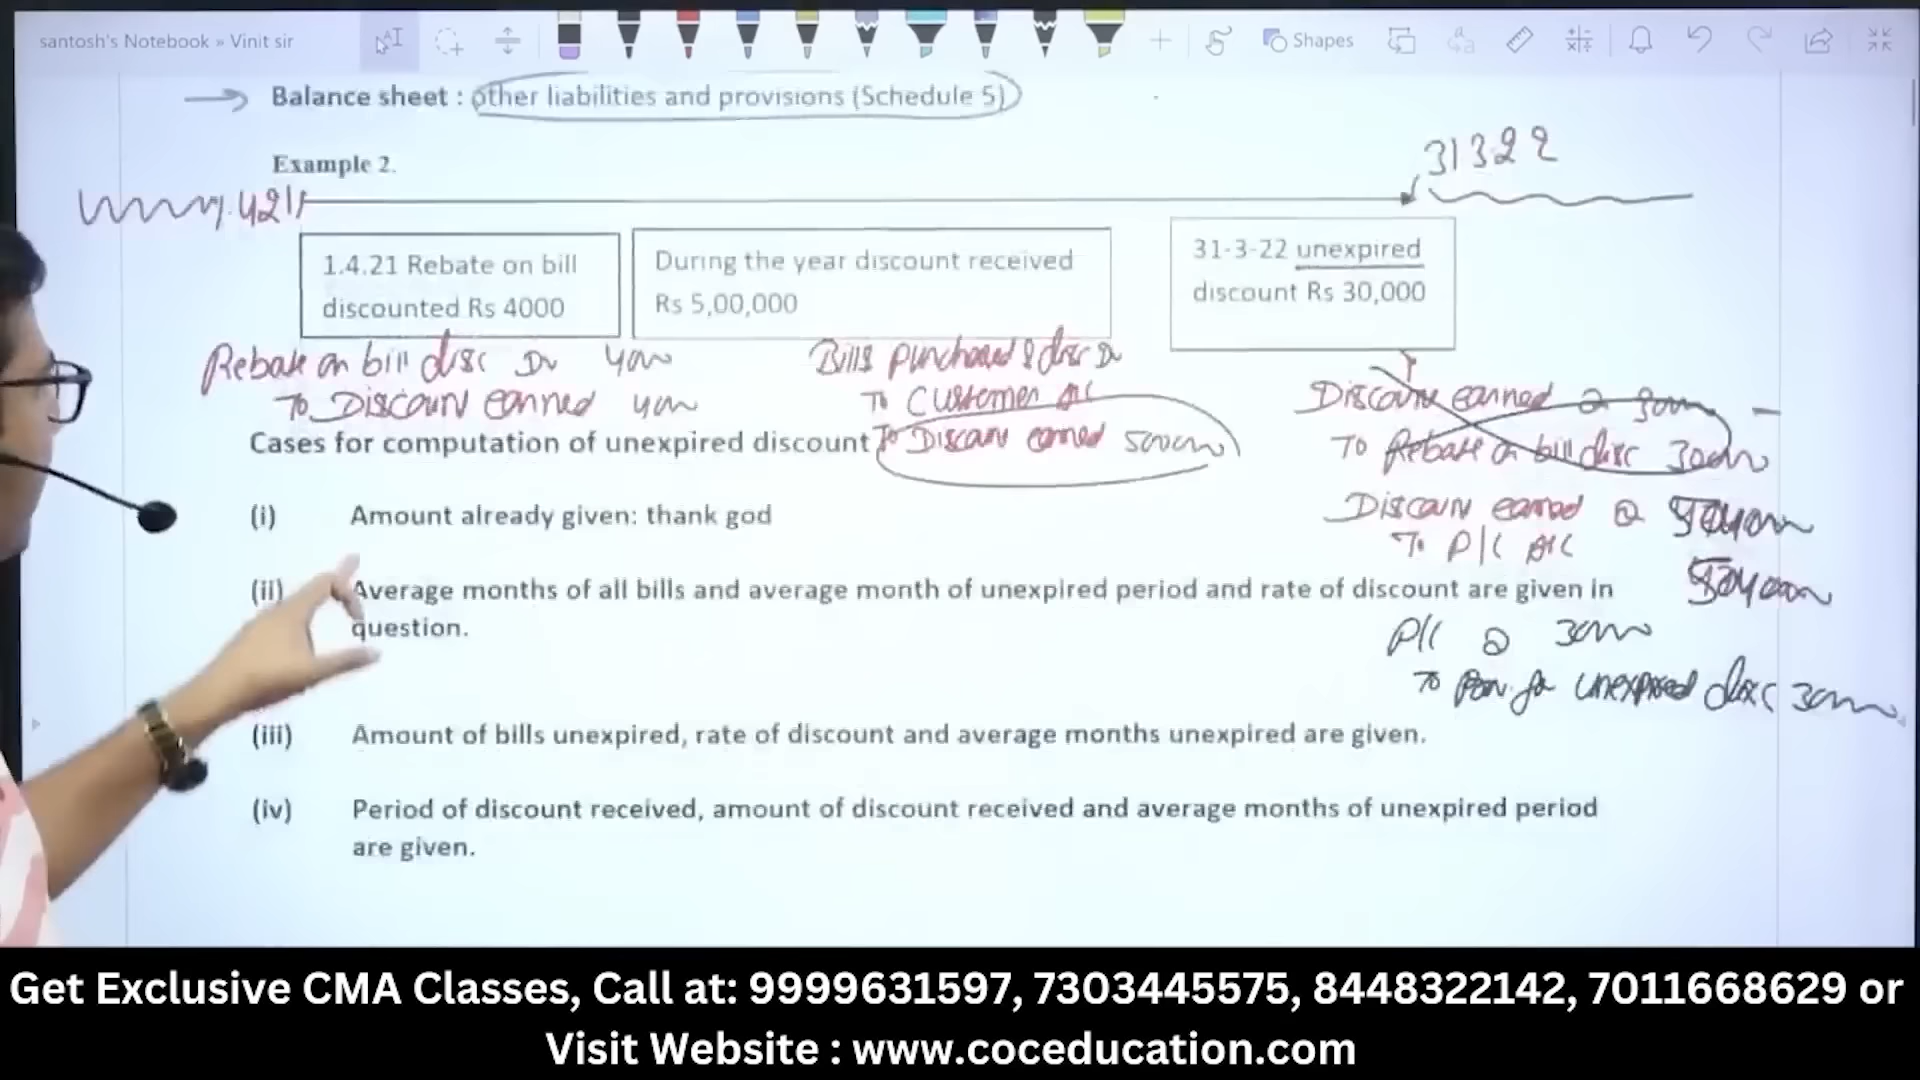 santosh's Notebook » Vinit sir
Shapes
Balance sheet : other liabilities and provisions (Schedule 5)
31322
Example 2.
1.4.21 Rebate on bill
discounted Rs 4000
During the year discount received
Rs 5,00,000
31-3-22 unexpired
discount Rs 30,000
Rebate on bill disc Dr
To Discount earned
Bills purchased & disc Dr
To Customer A/c
To Discount earned
Discount earned
To Rebate on bill disc
Cases for computation of unexpired discount
(i) Amount already given: thank god
Discount earned
To P/L A/c
(ii) Average months of all bills and average month of unexpired period and rate of discount are given in
question.
P/L
To unexpired disc
(iii) Amount of bills unexpired, rate of discount and average months unexpired are given.
(iv) Period of discount received, amount of discount received and average months of unexpired period
are given.
Get Exclusive CMA Classes, Call at: 9999631597, 7303445575, 8448322142, 7011668629 or
Visit Website : www.coceducation.com